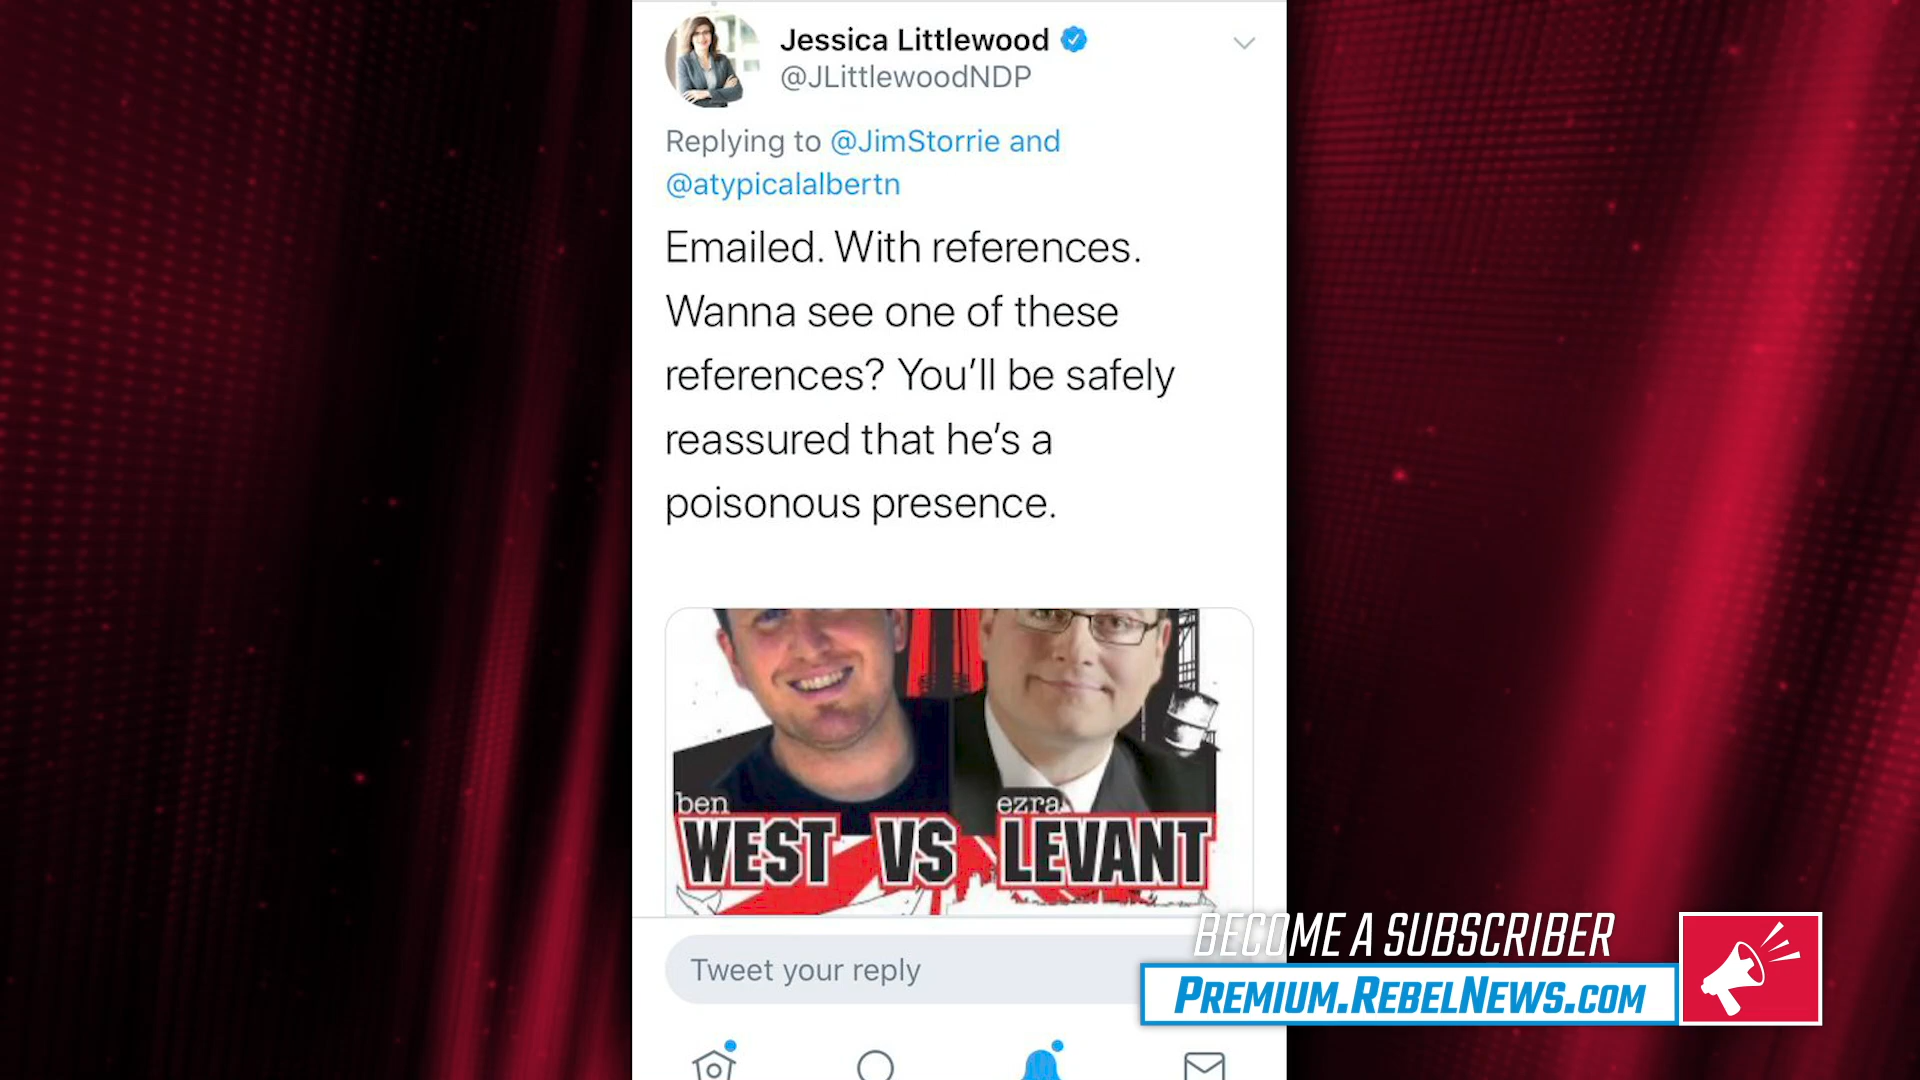 Jessica Littlewood
@JLittlewoodNDP
Replying to @JimStorrie and
@atypicalalbertn
Emailed. With references.
Wanna see one of these
references? You'll be safely
reassured that he's a
poisonous presence.
ben ezra
WEST VS LEVANT
Tweet your reply
BECOME A SUBSCRIBER
PREMIUM.REBELNEWS.COM